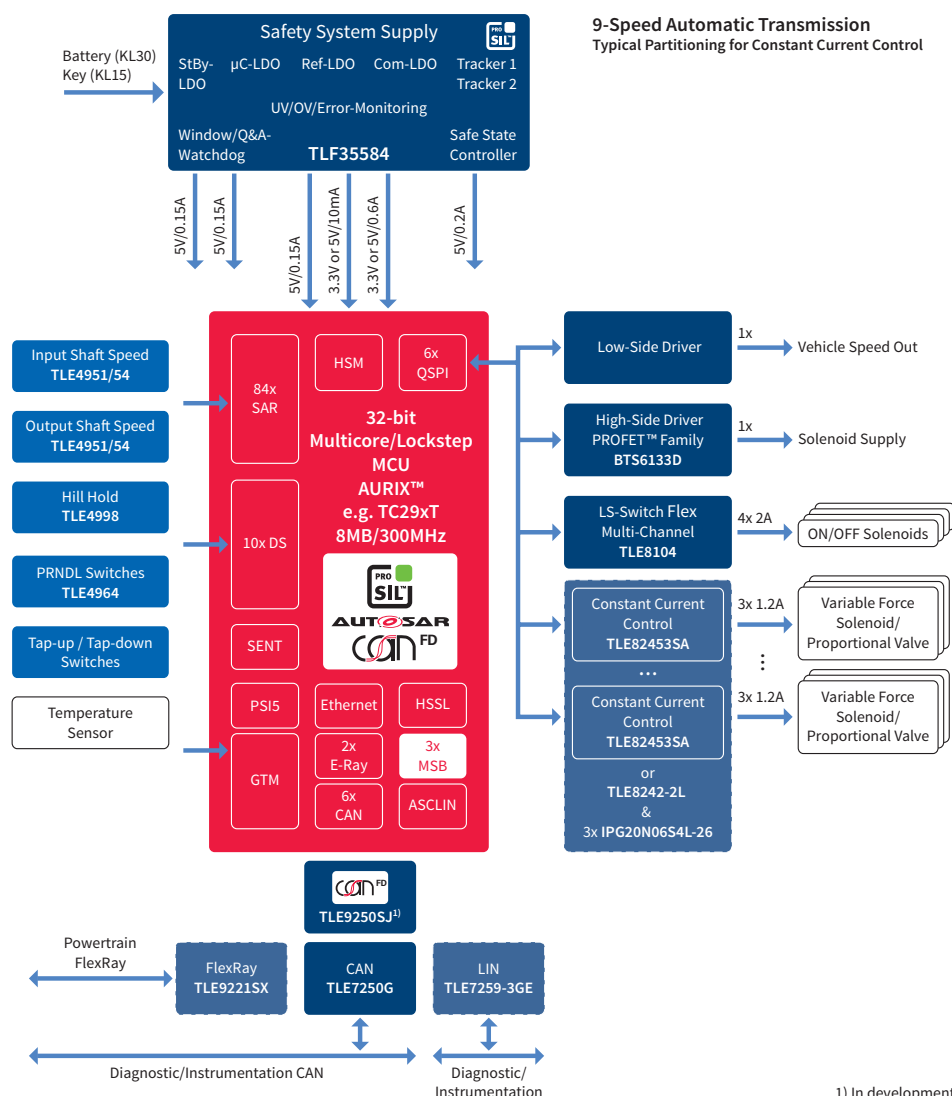 9-Speed Automatic Transmission
Typical Partitioning for Constant Current Control
Battery (KL30)
Key (KL15)
Safety System Supply
PRO
SIL™
StBy-
LDO
µC-LDO
Ref-LDO
Com-LDO
Tracker 1
Tracker 2
UV/OV/Error-Monitoring
Window/Q&A-
Watchdog
TLF35584
Safe State
Controller
5V/0.15A
5V/0.15A
5V/0.15A
3.3V or 5V/10mA
3.3V or 5V/0.6A
5V/0.2A
Input Shaft Speed
TLE4951/54
Output Shaft Speed
TLE4951/54
Hill Hold
TLE4998
PRNDL Switches
TLE4964
Tap-up / Tap-down
Switches
Temperature
Sensor
84x
SAR
HSM
6x
QSPI
32-bit
Multicore/Lockstep
MCU
AURIX™
e.g. TC29xT
8MB/300MHz
10x DS
PRO
SIL™
AUTOSAR
CAN FD
SENT
PSI5
Ethernet
HSSL
GTM
2x
E-Ray
3x
MSB
6x
CAN
ASCLIN
Low-Side Driver
1x
Vehicle Speed Out
High-Side Driver
PROFET™ Family
BTS6133D
1x
Solenoid Supply
LS-Switch Flex
Multi-Channel
TLE8104
4x 2A
ON/OFF Solenoids
Constant Current
Control
TLE82453SA
3x 1.2A
Variable Force
Solenoid/
Proportional Valve
...
⋮
Constant Current
Control
TLE82453SA
3x 1.2A
Variable Force
Solenoid/
Proportional Valve
or
TLE8242-2L
&
3x IPG20N06S4L-26
CAN FD
TLE9250SJ1)
Powertrain
FlexRay
FlexRay
TLE9221SX
CAN
TLE7250G
LIN
TLE7259-3GE
Diagnostic/Instrumentation CAN
Diagnostic/
Instrumentation
1) In development